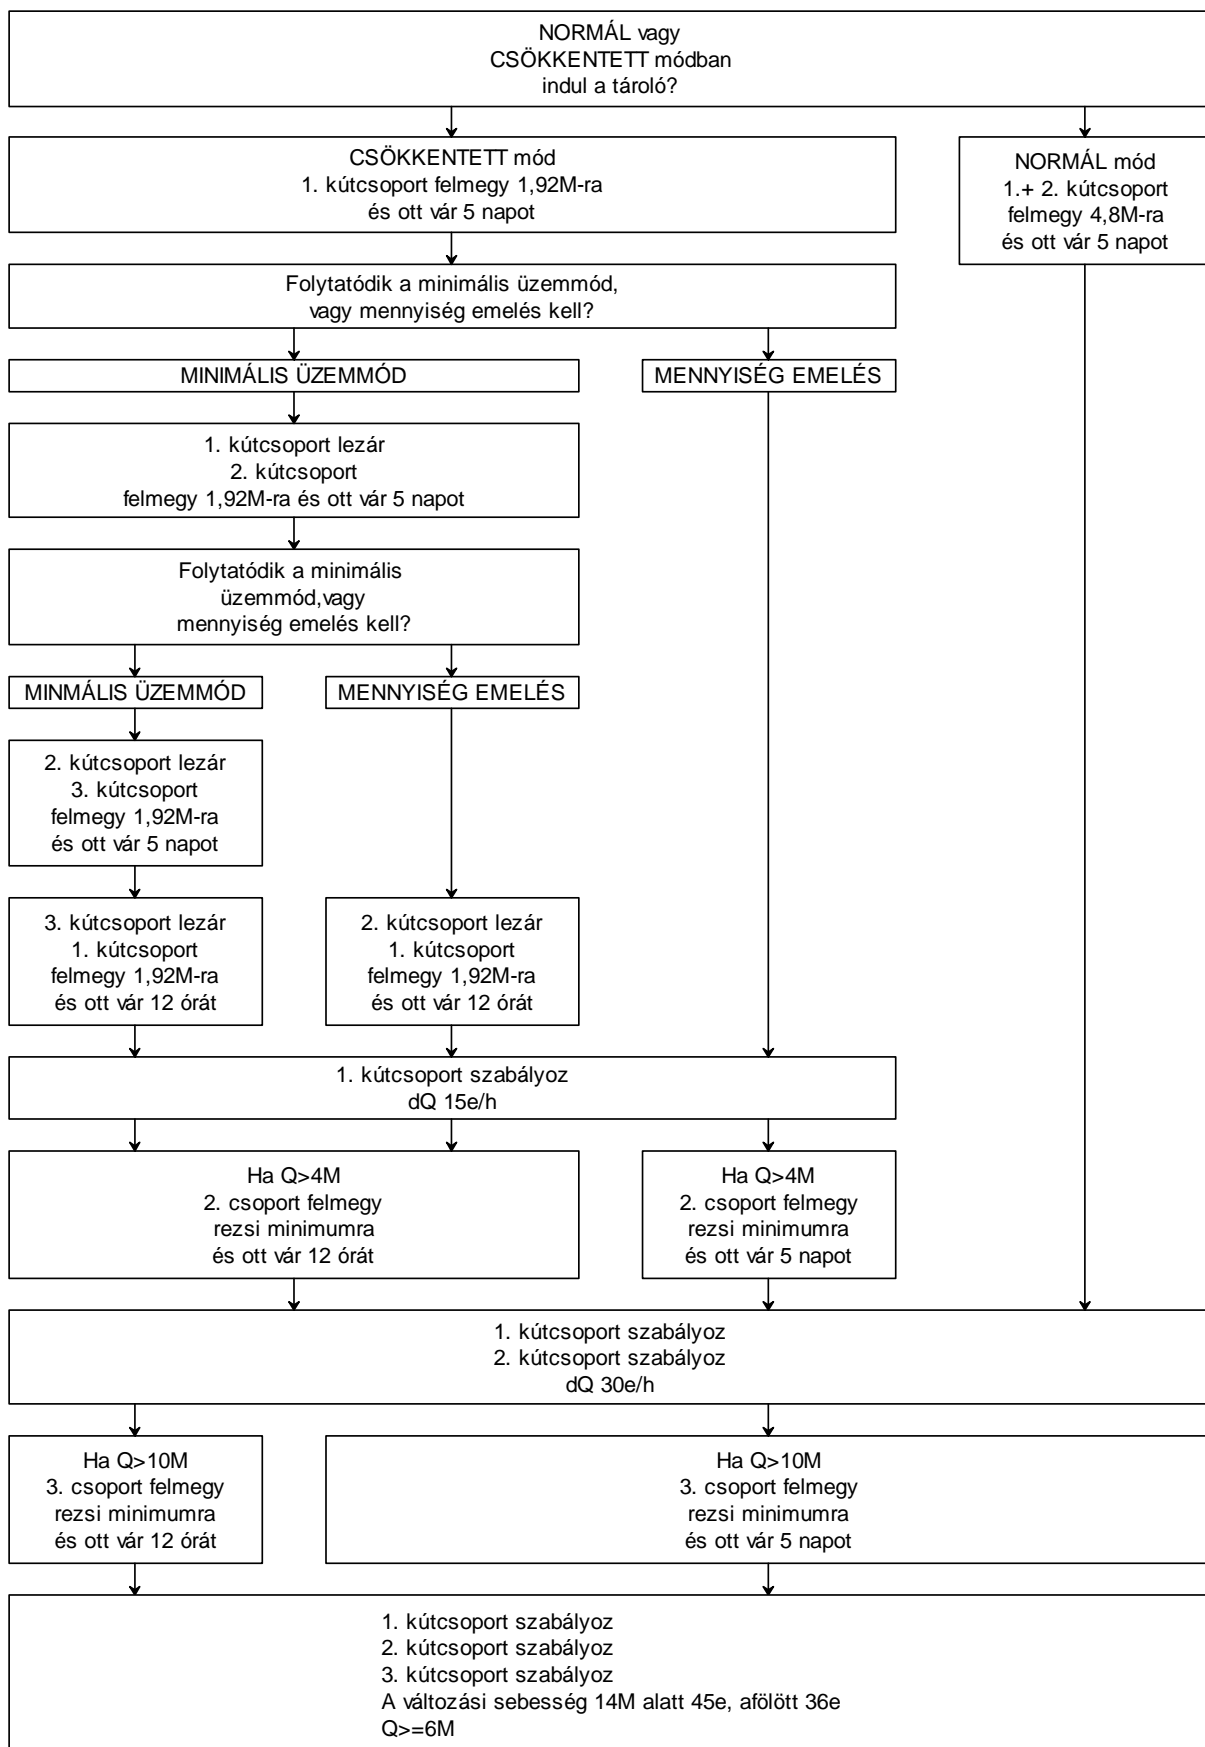 NORMÁL vagy
CSÖKKENTETT módban
indul a tároló?
CSÖKKENTETT mód
1. kútcsoport felmegy 1,92M-ra
és ott vár 5 napot
NORMÁL mód
1.+ 2. kútcsoport
felmegy 4,8M-ra
és ott vár 5 napot
Folytatódik a minimális üzemmód,
vagy mennyiség emelés kell?
MINIMÁLIS ÜZEMMÓD
MENNYISÉG EMELÉS
1. kútcsoport lezár
2. kútcsoport
felmegy 1,92M-ra és ott vár 5 napot
Folytatódik a minimális
üzemmód,vagy
mennyiség emelés kell?
MINMÁLIS ÜZEMMÓD
MENNYISÉG EMELÉS
2. kútcsoport lezár
3. kútcsoport
felmegy 1,92M-ra
és ott vár 5 napot
3. kútcsoport lezár
1. kútcsoport
felmegy 1,92M-ra
és ott vár 12 órát
2. kútcsoport lezár
1. kútcsoport
felmegy 1,92M-ra
és ott vár 12 órát
1. kútcsoport szabályoz
dQ 15e/h
Ha Q>4M
2. csoport felmegy
rezsi minimumra
és ott vár 12 órát
Ha Q>4M
2. csoport felmegy
rezsi minimumra
és ott vár 5 napot
1. kútcsoport szabályoz
2. kútcsoport szabályoz
dQ 30e/h
Ha Q>10M
3. csoport felmegy
rezsi minimumra
és ott vár 12 órát
Ha Q>10M
3. csoport felmegy
rezsi minimumra
és ott vár 5 napot
1. kútcsoport szabályoz
2. kútcsoport szabályoz
3. kútcsoport szabályoz
A változási sebesség 14M alatt 45e, afölött 36e
Q>=6M